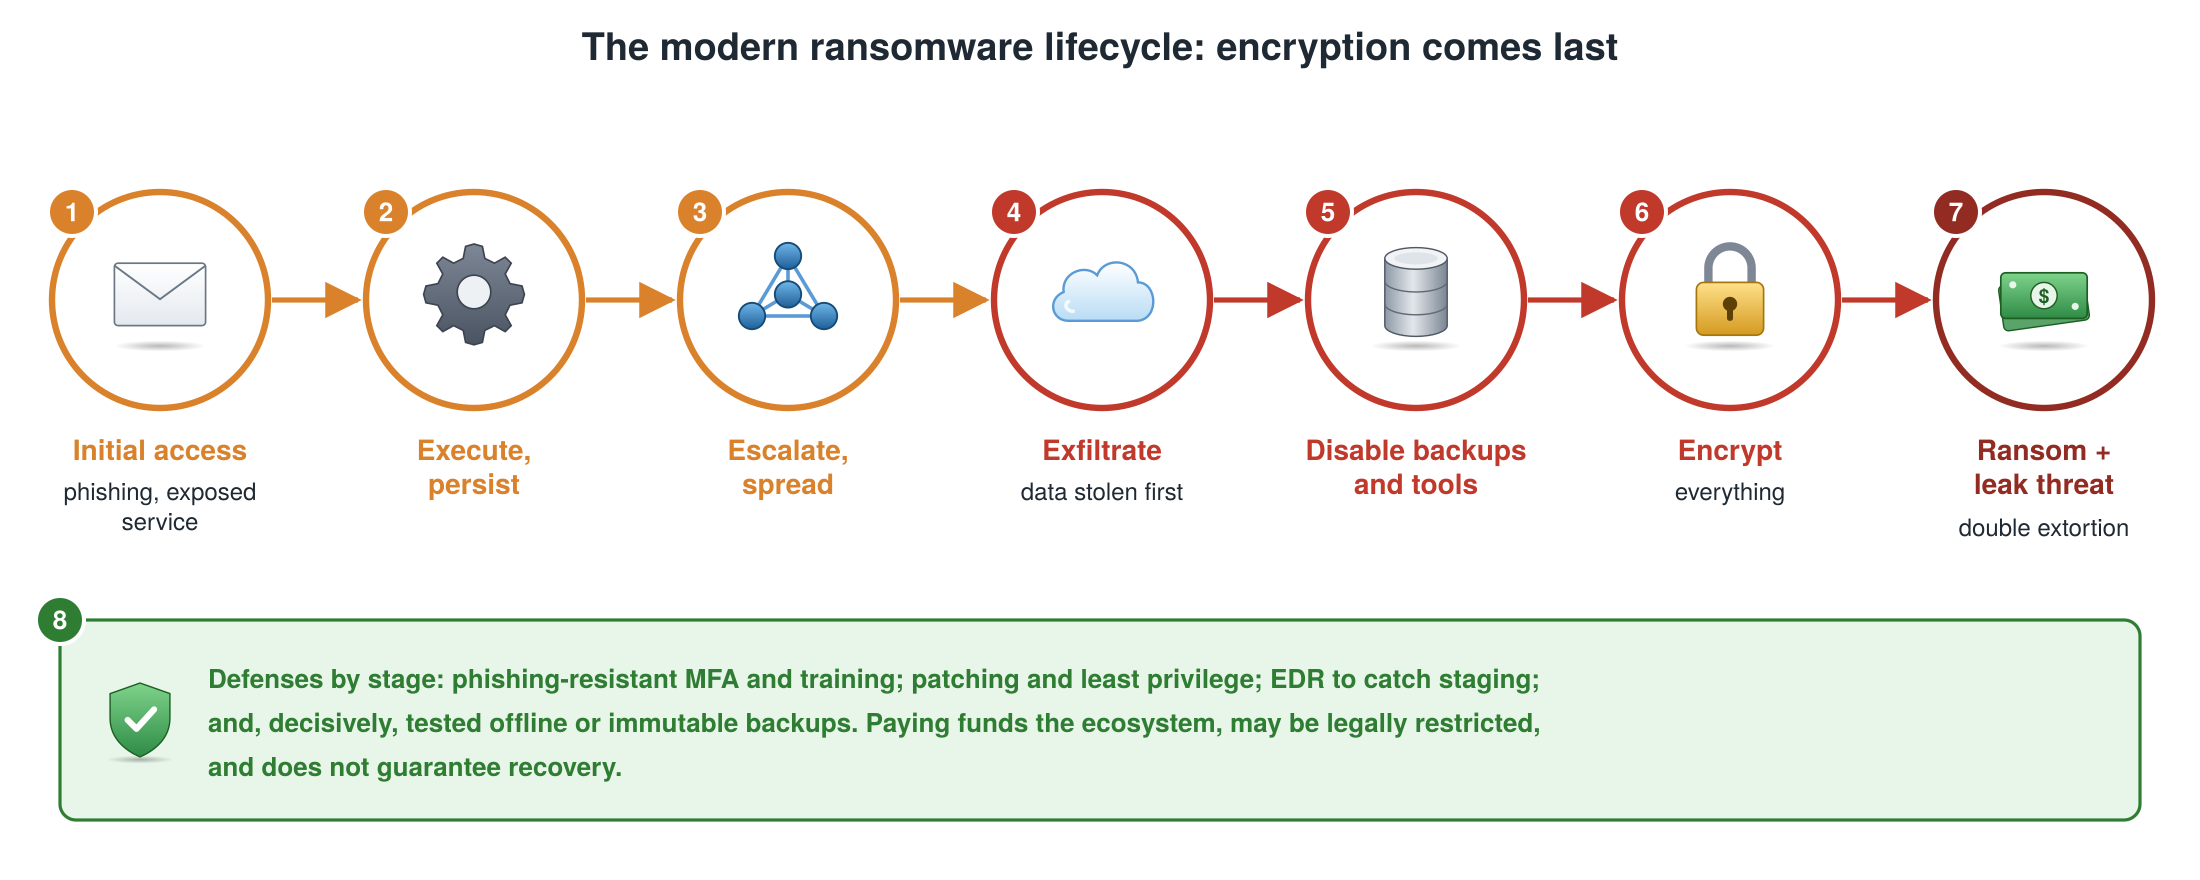 The modern ransomware lifecycle: encryption comes last
1
2
3
4
5
6
7
$
Initial access
phishing, exposed
service
Execute,
persist
Escalate,
spread
Exfiltrate
data stolen first
Disable backups
and tools
Encrypt
everything
Ransom +
leak threat
double extortion
8
Defenses by stage: phishing-resistant MFA and training; patching and least privilege; EDR to catch staging;
and, decisively, tested offline or immutable backups. Paying funds the ecosystem, may be legally restricted,
and does not guarantee recovery.